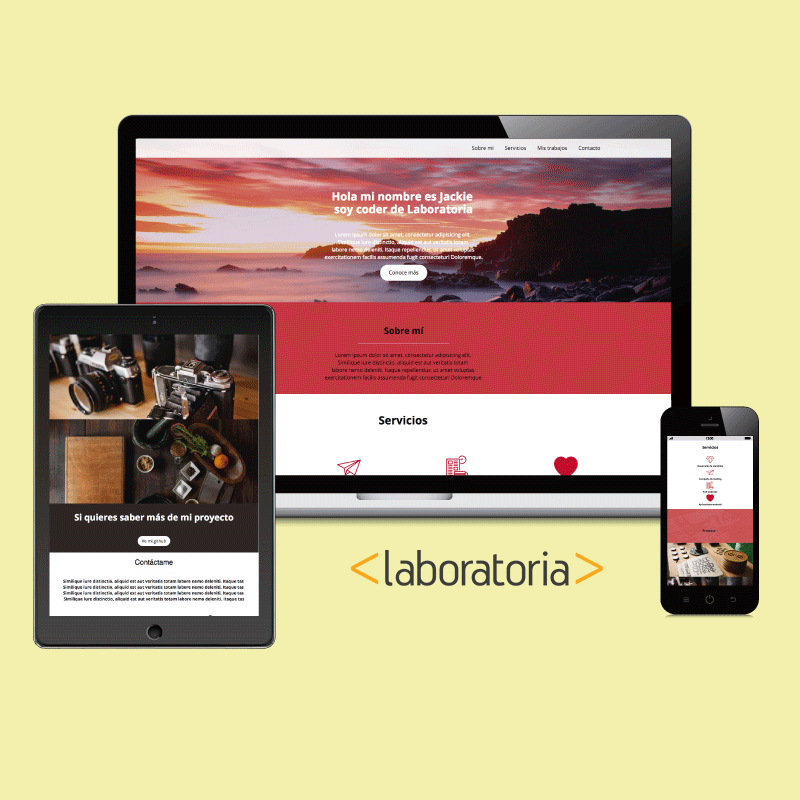 Sobre mi Servicios Mis trabajos Contacto
Hola mi nombre es Jackie
soy coder de Laboratoria
Lorem ipsum dolor sit amet, consectetur adipisicing elit.
Similique iure distinctio, aliquid est aut veritatis totam
labore nemo deleniti. Itaque repellendus, ut amet voluptas
exercitationem facilis assumenda fugit consectetur! Doloremque.
Conoce más
Sobre mí
Lorem ipsum dolor sit amet, consectetur adipisicing elit.
Similique iure distinctio, aliquid est aut veritatis totam
labore nemo deleniti. Itaque repellendus, ut amet voluptas
exercitationem facilis assumenda fugit consectetur! Doloremque.
Servicios
Si quieres saber más de mi proyecto
Ve mi github
Contáctame
Similique iure distinctio, aliquid est aut veritatis totam labore nemo deleniti. Itaque tas
Similique iure distinctio, aliquid est aut veritatis totam labore nemo deleniti. Itaque tas
Similique iure distinctio, aliquid est aut veritatis totam labore nemo deleniti. Itaque tas
Similique iure distinctio, aliquid est aut veritatis totam labore nemo deleniti. Itaque tas
Servicios
<laboratoria>